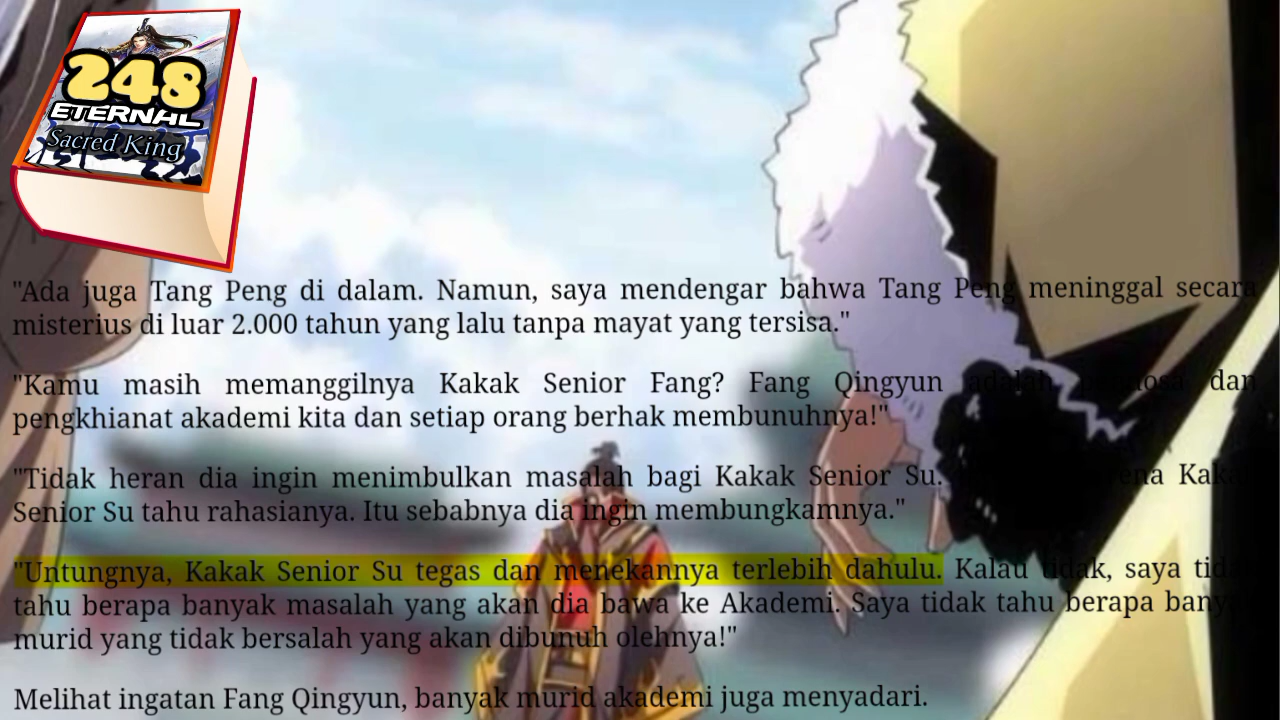 248
ETERNAL
Sacred King
"Ada juga Tang Peng di dalam. Namun, saya mendengar bahwa Tang Peng meninggal secara
misterius di luar 2.000 tahun yang lalu tanpa mayat yang tersisa."
"Kamu masih memanggilnya Kakak Senior Fang? Fang Qingyun adalah pendosa dan
pengkhianat akademi kita dan setiap orang berhak membunuhnya!"
"Tidak heran dia ingin menimbulkan masalah bagi Kakak Senior Su. karena Kakak
Senior Su tahu rahasianya. Itu sebabnya dia ingin membungkamnya."
"Untungnya, Kakak Senior Su tegas dan menekannya terlebih dahulu. Kalau tidak, saya tidak
tahu berapa banyak masalah yang akan dia bawa ke Akademi. Saya tidak tahu berapa banyak
murid yang tidak bersalah yang akan dibunuh olehnya!"
Melihat ingatan Fang Qingyun, banyak murid akademi juga menyadari.